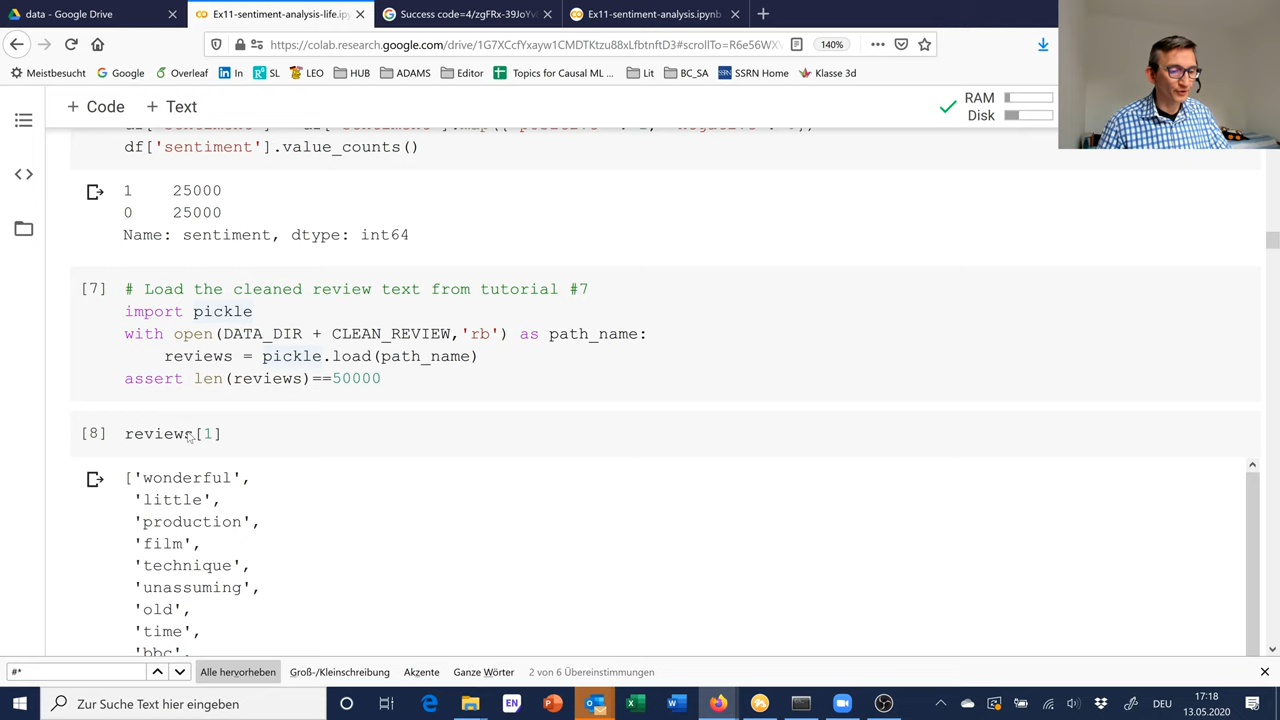 data - Google Drive
Ex11-sentiment-analysis-life.ipy
Success code=4/zgFRx-39JoYv
Ex11-sentiment-analysis.ipynb
https://colab.research.google.com/drive/1G7XCcfYxayw1CMDTKtzu88xLfbtnftD3#scrollTo=R6e56WX
140%
Meistbesucht
Google
Overleaf
In
SL
LEO
HUB
ADAMS
Editor
Topics for Causal ML ...
Lit
BC_SA
SSRN Home
Klasse 3d
+ Code + Text
RAM
Disk
df['sentiment'].value_counts()
1 25000
0 25000
Name: sentiment, dtype: int64
[7] # Load the cleaned review text from tutorial #7
import pickle
with open(DATA_DIR + CLEAN_REVIEW,'rb') as path_name:
reviews = pickle.load(path_name)
assert len(reviews)==50000
[8] reviews[1]
['wonderful',
'little',
'production',
'film',
'technique',
'unassuming',
'old',
'time',
'bbc',
#*
Alle hervorheben
Groß-/Kleinschreibung
Akzente
Ganze Wörter
2 von 6 Übereinstimmungen
Zur Suche Text hier eingeben
EN
DEU
17:18
13.05.2020